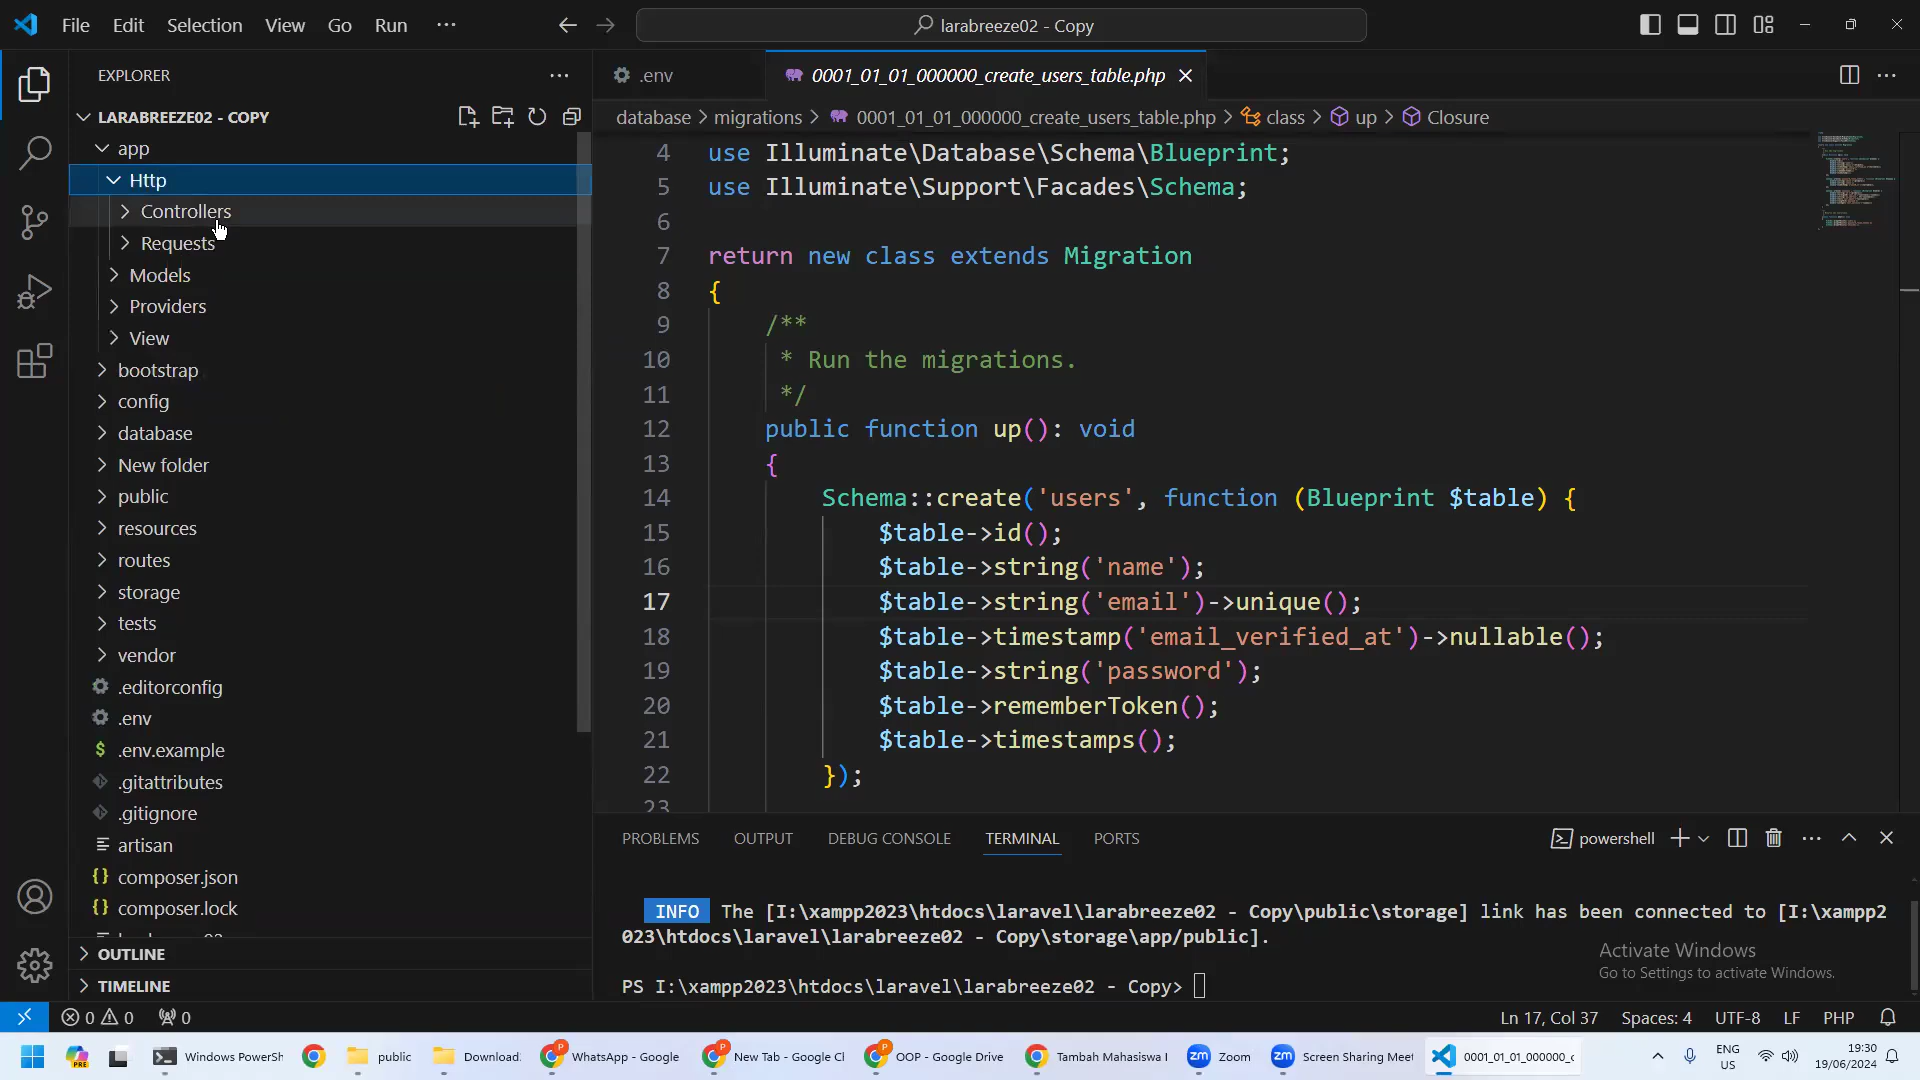 File Edit Selection View Go Run ···
larabreeze02 - Copy
EXPLORER
LARABREEZE02 - COPY
app
Http
Controllers
Requests
Models
Providers
View
bootstrap
config
database
New folder
public
resources
routes
storage
tests
vendor
.editorconfig
.env
.env.example
.gitattributes
.gitignore
artisan
composer.json
composer.lock
OUTLINE
TIMELINE
.env
0001_01_01_000000_create_users_table.php
database > migrations > 0001_01_01_000000_create_users_table.php > class > up > Closure
4 use Illuminate\Database\Schema\Blueprint;
5 use Illuminate\Support\Facades\Schema;
6
7 return new class extends Migration
8 {
9 /**
10 * Run the migrations.
11 */
12 public function up(): void
13 {
14 Schema::create('users', function (Blueprint $table) {
15 $table->id();
16 $table->string('name');
17 $table->string('email')->unique();
18 $table->timestamp('email_verified_at')->nullable();
19 $table->string('password');
20 $table->rememberToken();
21 $table->timestamps();
22 });
23
PROBLEMS OUTPUT DEBUG CONSOLE TERMINAL PORTS
powershell
INFO The [I:\xampp2023\htdocs\laravel\larabreeze02 - Copy\public\storage] link has been connected to [I:\xampp2
023\htdocs\laravel\larabreeze02 - Copy\storage\app/public].
PS I:\xampp2023\htdocs\laravel\larabreeze02 - Copy>
Activate Windows
Go to Settings to activate Windows.
0 0 0
Ln 17, Col 37 Spaces: 4 UTF-8 LF PHP
Windows PowerSh
public
Download
WhatsApp - Google
New Tab - Google Cl
OOP - Google Drive
Tambah Mahasiswa
Zoom
Screen Sharing Meet
0001_01_01_000000_c
ENG
US
19:30
19/06/2024